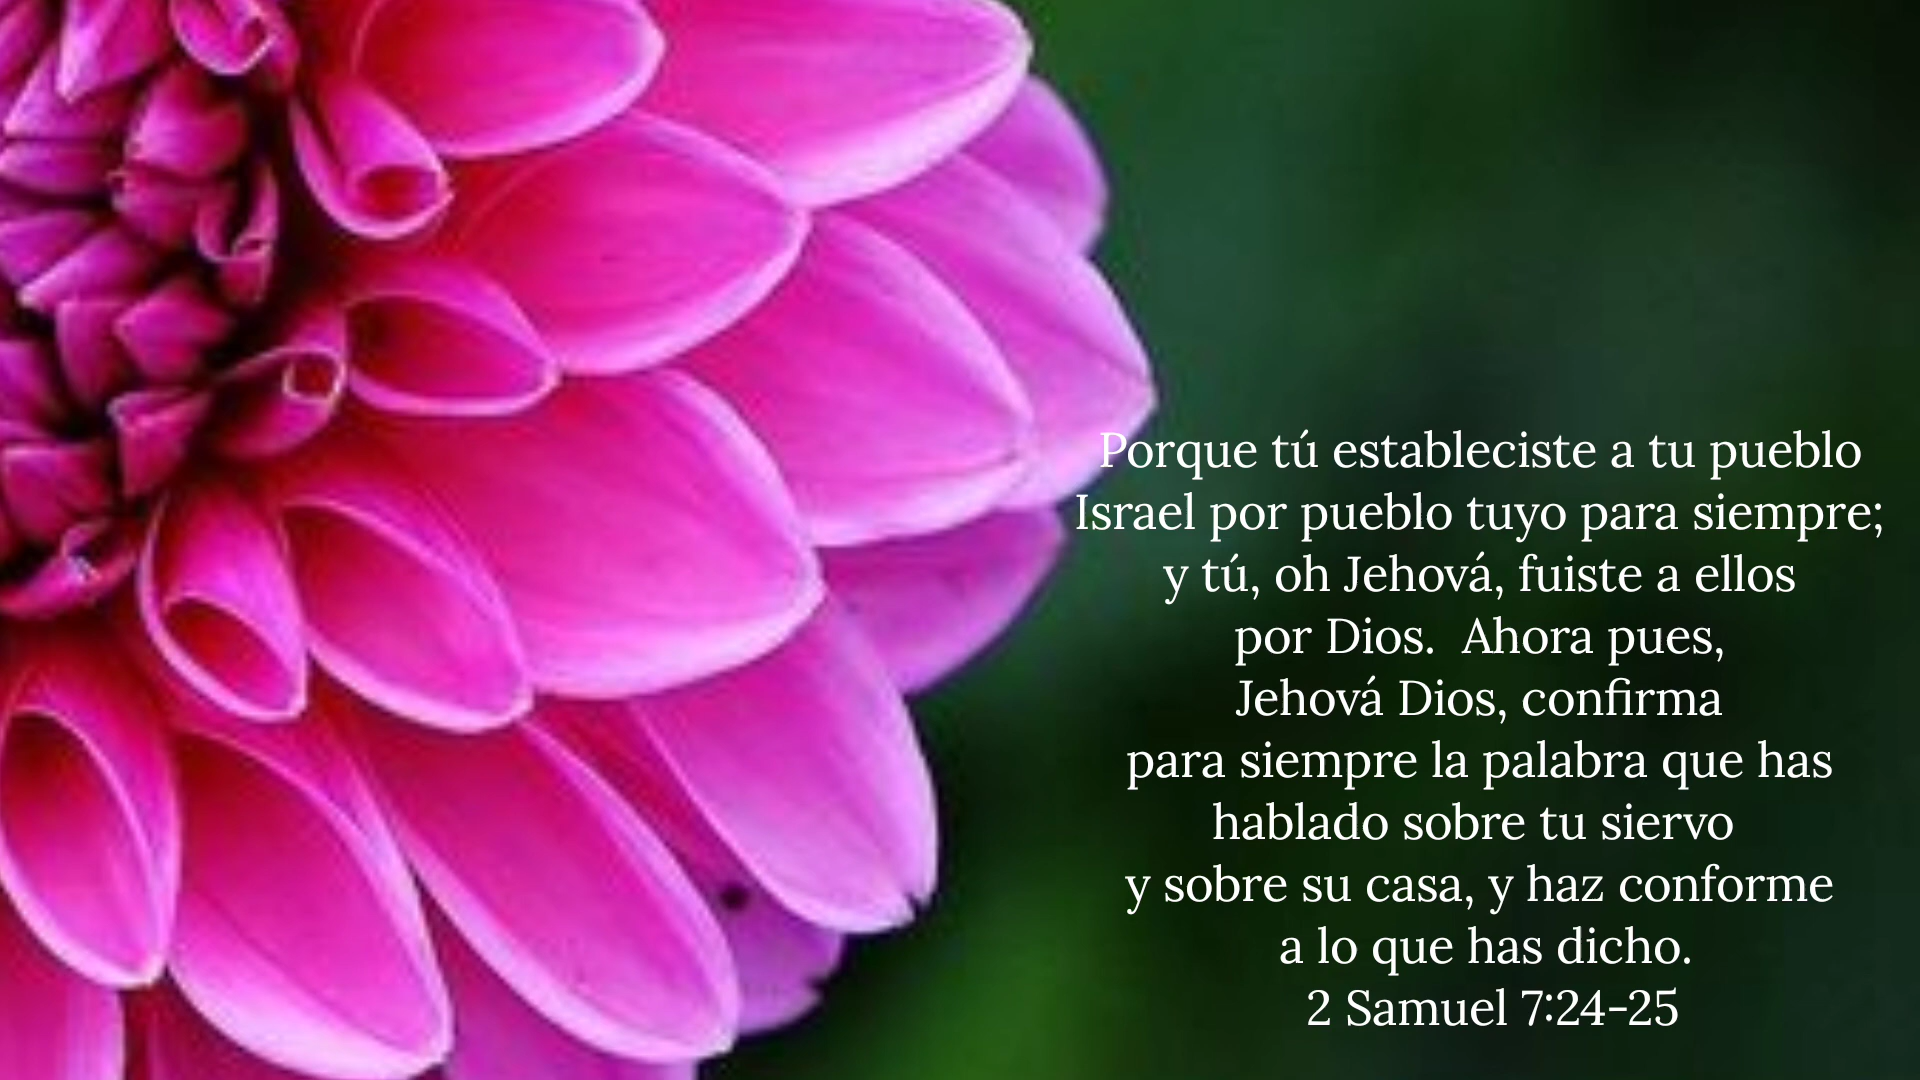 Porque tú estableciste a tu pueblo
Israel por pueblo tuyo para siempre;
y tú, oh Jehová, fuiste a ellos
por Dios.  Ahora pues,
Jehová Dios, confirma
para siempre la palabra que has
hablado sobre tu siervo
y sobre su casa, y haz conforme
a lo que has dicho.
2 Samuel 7:24-25